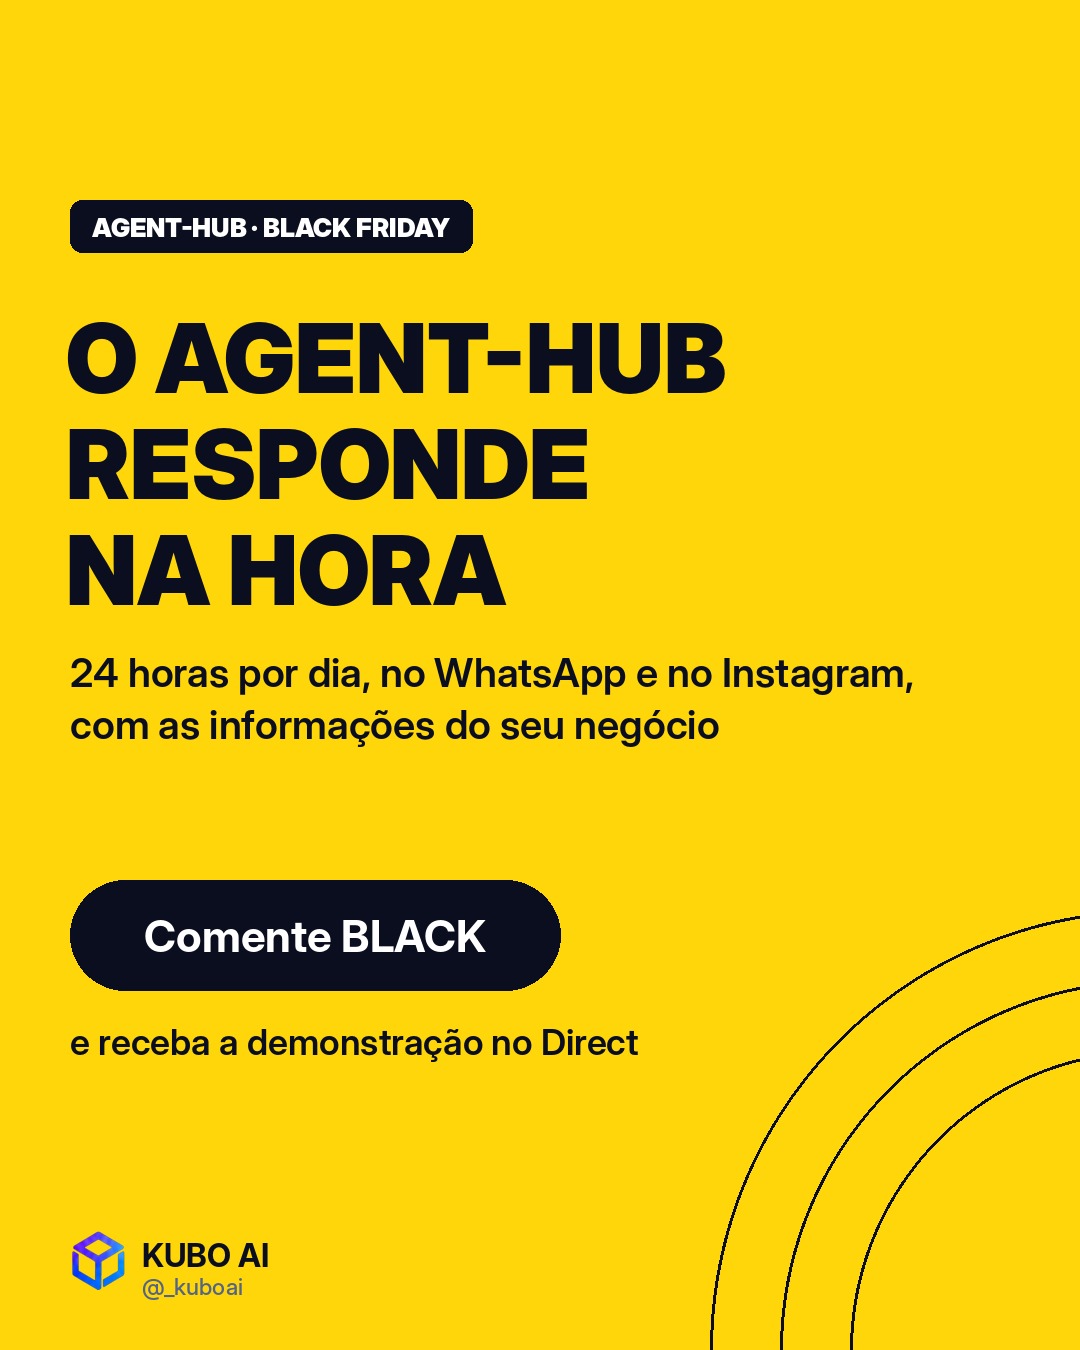 AGENT-HUB · BLACK FRIDAY
O AGENT-HUB
RESPONDE
NA HORA
24 horas por dia, no WhatsApp e no Instagram,
com as informações do seu negócio
Comente BLACK
e receba a demonstração no Direct
KUBO AI
@_kuboai